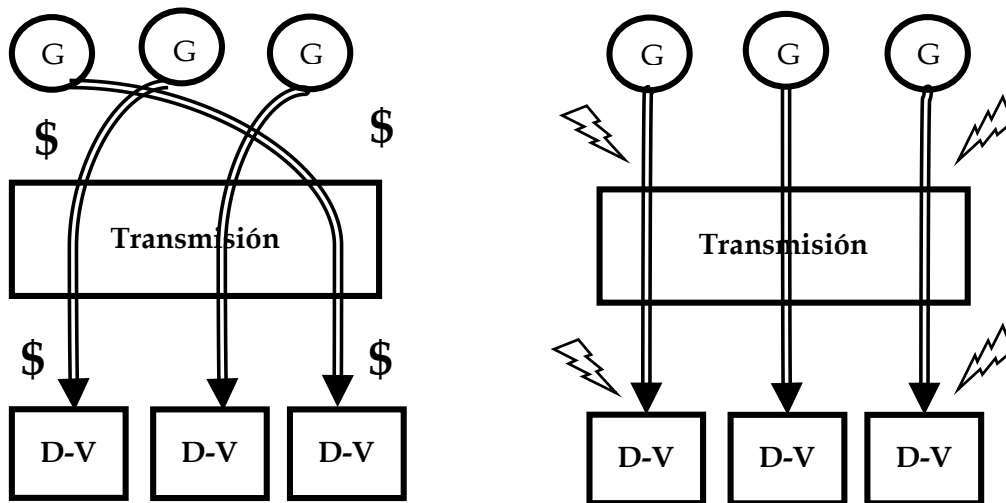 G G G G G G
$ $
Transmisión Transmisión
$ $
D-V D-V D-V D-V D-V D-V